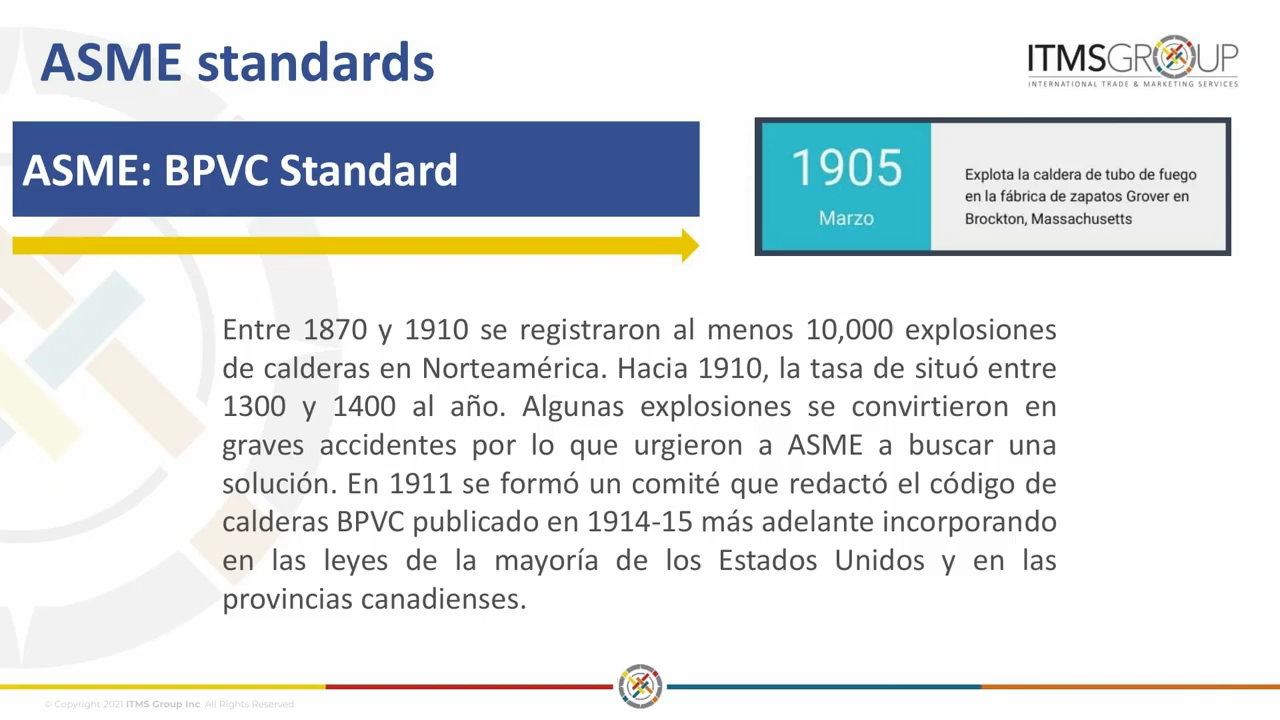 ASME standards
ITMSGROUP
INTERNATIONAL TRADE & MARKETING SERVICES
ASME: BPVC Standard
1905
Marzo
Explota la caldera de tubo de fuego
en la fábrica de zapatos Grover en
Brockton, Massachusetts
Entre 1870 y 1910 se registraron al menos 10,000 explosiones
de calderas en Norteamérica. Hacia 1910, la tasa de situó entre
1300 y 1400 al año. Algunas explosiones se convirtieron en
graves accidentes por lo que urgieron a ASME a buscar una
solución. En 1911 se formó un comité que redactó el código de
calderas BPVC publicado en 1914-15 más adelante incorporando
en las leyes de la mayoría de los Estados Unidos y en las
provincias canadienses.
© Copyright 2021 ITMS Group Inc. All Rights Reserved.